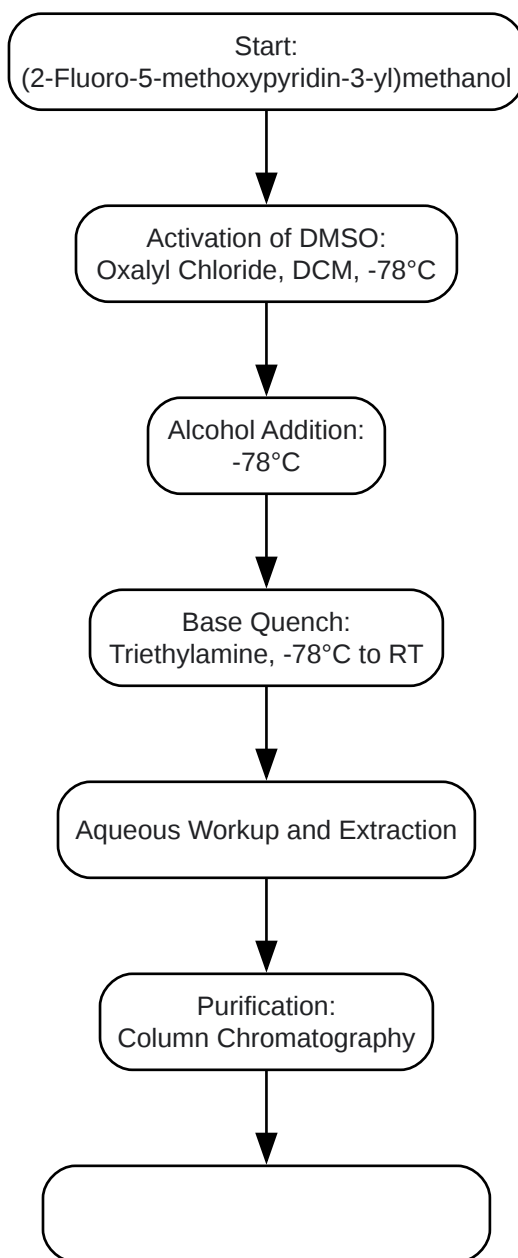 Start:
(2-Fluoro-5-methoxypyridin-3-yl)methanol
Activation of DMSO:
Oxalyl Chloride, DCM, -78°C
Alcohol Addition:
-78°C
Base Quench:
Triethylamine, -78°C to RT
Aqueous Workup and Extraction
Purification:
Column Chromatography